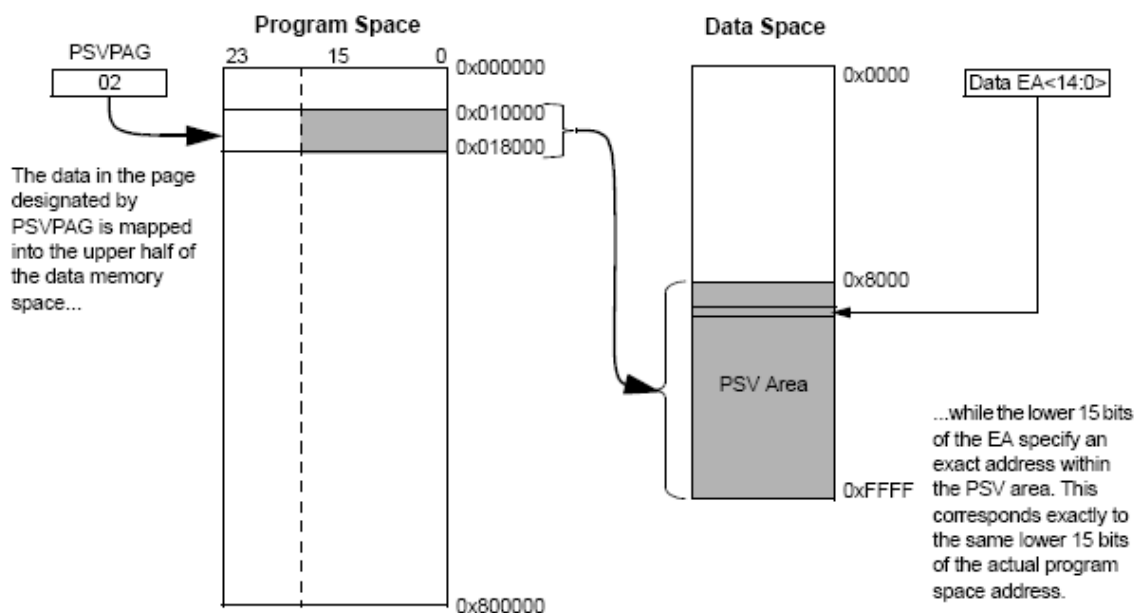 Program Space
Data Space
PSVPAG
02
23
15
0
0x000000
0x010000
0x018000
0x800000
The data in the page
designated by
PSVPAG is mapped
into the upper half of
the data memory
space...
0x0000
Data EA<14:0>
0x8000
PSV Area
0xFFFF
...while the lower 15 bits
of the EA specify an
exact address within
the PSV area. This
corresponds exactly to
the same lower 15 bits
of the actual program
space address.